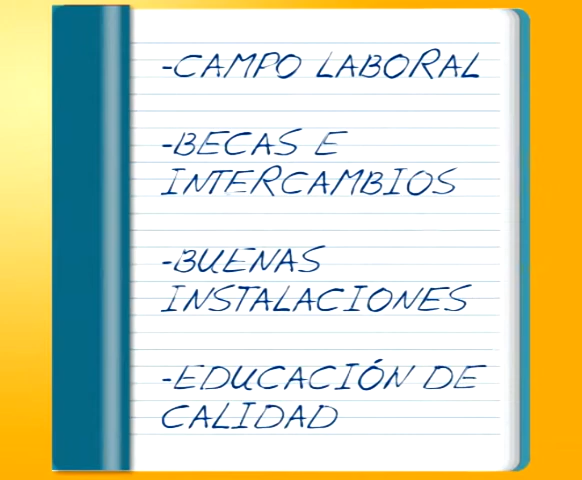 -CAMPO LABORAL
-BECAS E
INTERCAMBIOS
-BUENAS
INSTALACIONES
-EDUCACIÓN DE
CALIDAD